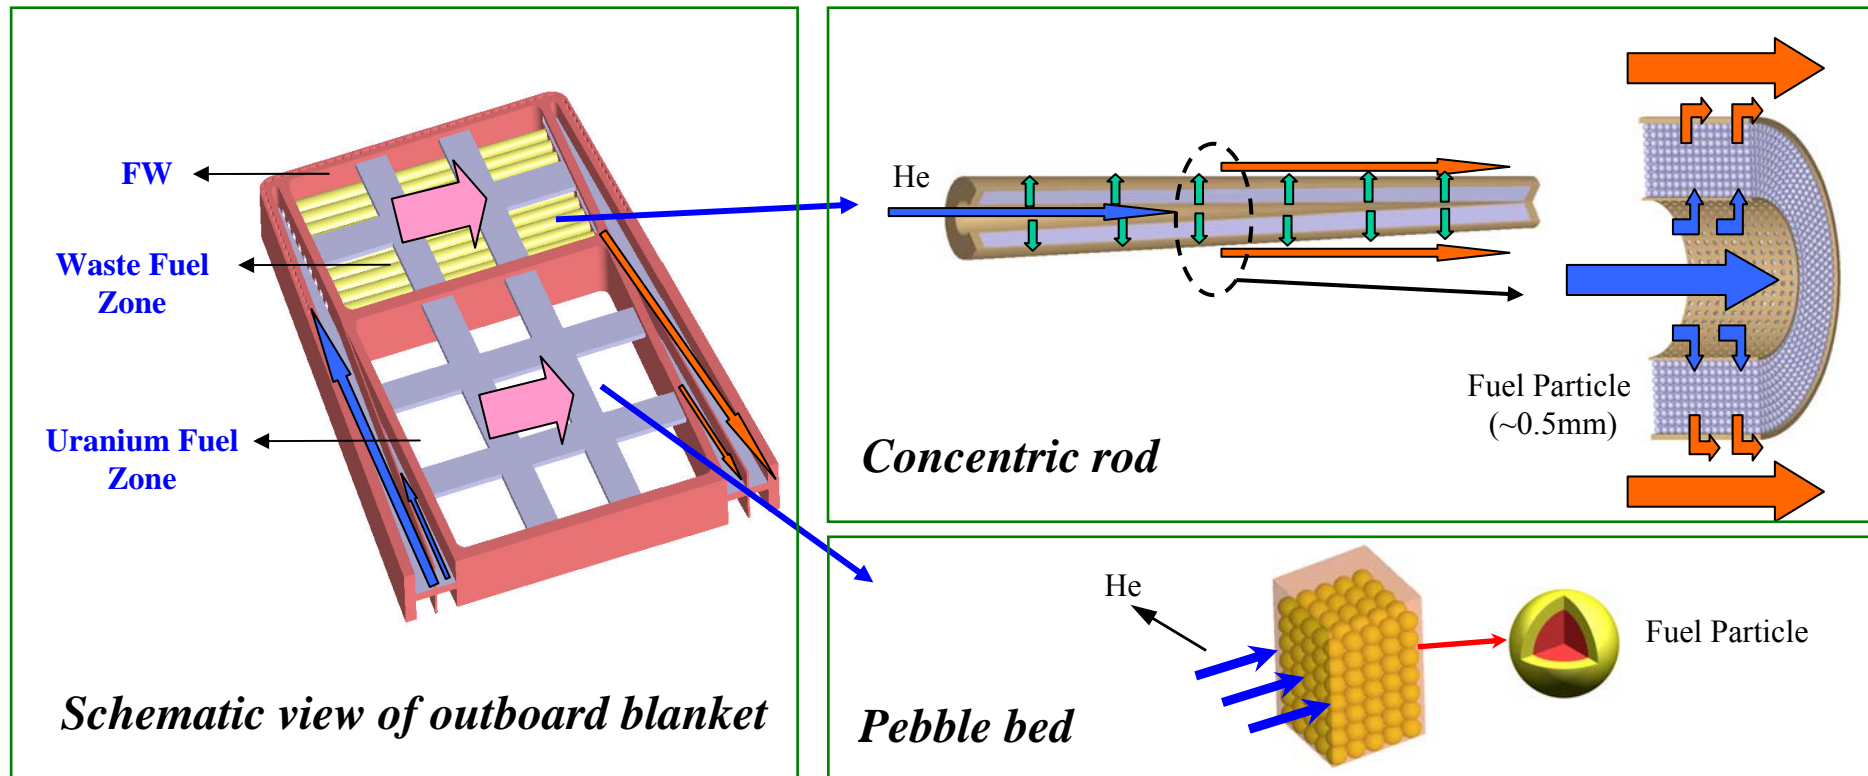 FW
Waste Fuel
Zone
Uranium Fuel
Zone
Schematic view of outboard blanket
He
Fuel Particle
(~0.5mm)
Concentric rod
He
Fuel Particle
Pebble bed